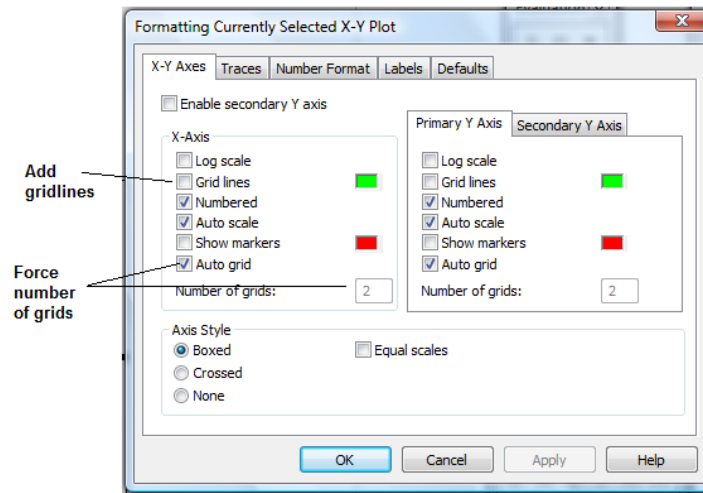 Evaluation
Formatting Currently Selected X-Y Plot
X-Y Axes Traces Number Format Labels Defaults
Enable secondary Y axis
Primary Y Axis Secondary Y Axis
X-Axis
Log scale
Log scale
Add
gridlines
Grid lines
Grid lines
Numbered
Numbered
Auto scale
Auto scale
Show markers
Show markers
Force
number
of grids
Auto grid
Auto grid
Number of grids: 2
Number of grids: 2
Axis Style
Boxed
Equal scales
Crossed
None
OK Cancel Apply Help